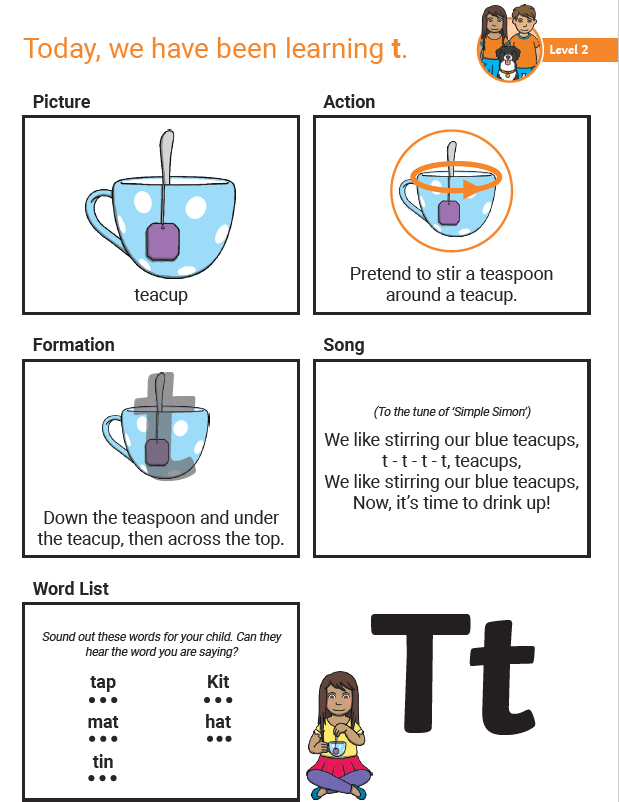 Today, we have been learning t.
Level 2
Picture
teacup
Action
Pretend to stir a teaspoon
around a teacup.
Formation
Down the teaspoon and under
the teacup, then across the top.
Song
(To the tune of ‘Simple Simon’)
We like stirring our blue teacups,
t - t - t - t, teacups,
We like stirring our blue teacups,
Now, it’s time to drink up!
Word List
Sound out these words for your child. Can they
hear the word you are saying?
tap
Kit
mat
hat
tin
Tt